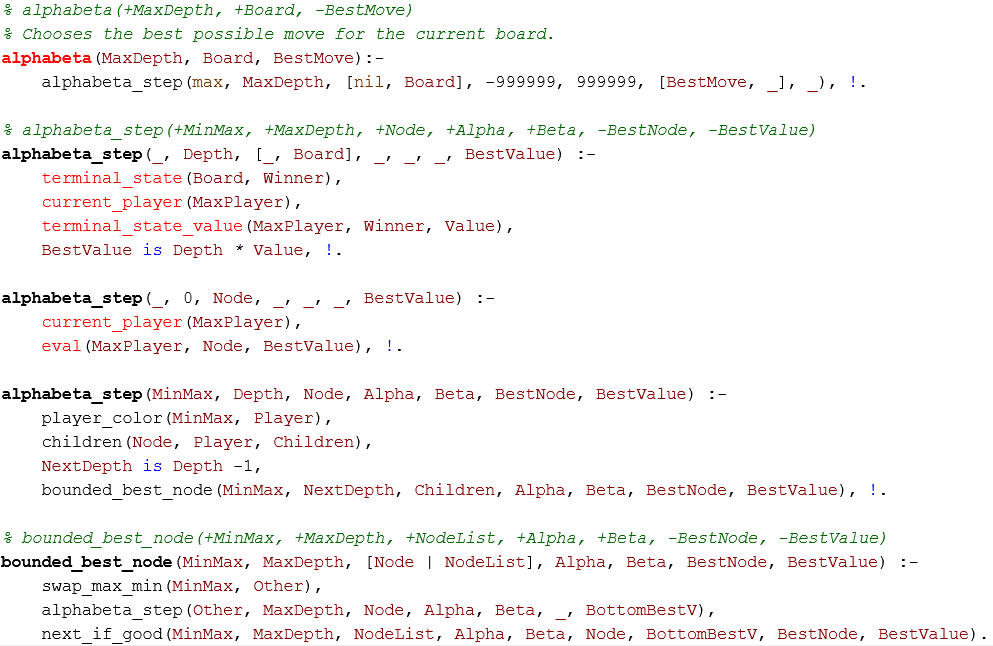 % alphabeta(+MaxDepth, +Board, -BestMove)
% Chooses the best possible move for the current board.
alphabeta(MaxDepth, Board, BestMove):-
    alphabeta_step(max, MaxDepth, [nil, Board], -999999, 999999, [BestMove, _], _), !.

% alphabeta_step(+MinMax, +MaxDepth, +Node, +Alpha, +Beta, -BestNode, -BestValue)
alphabeta_step(_, Depth, [_, Board], _, _, _, BestValue) :-
    terminal_state(Board, Winner),
    current_player(MaxPlayer),
    terminal_state_value(MaxPlayer, Winner, Value),
    BestValue is Depth * Value, !.

alphabeta_step(_, 0, Node, _, _, _, BestValue) :-
    current_player(MaxPlayer),
    eval(MaxPlayer, Node, BestValue), !.

alphabeta_step(MinMax, Depth, Node, Alpha, Beta, BestNode, BestValue) :-
    player_color(MinMax, Player),
    children(Node, Player, Children),
    NextDepth is Depth -1,
    bounded_best_node(MinMax, NextDepth, Children, Alpha, Beta, BestNode, BestValue), !.

% bounded_best_node(+MinMax, +MaxDepth, +NodeList, +Alpha, +Beta, -BestNode, -BestValue)
bounded_best_node(MinMax, MaxDepth, [Node | NodeList], Alpha, Beta, BestNode, BestValue) :-
    swap_max_min(MinMax, Other),
    alphabeta_step(Other, MaxDepth, Node, Alpha, Beta, _, BottomBestV),
    next_if_good(MinMax, MaxDepth, NodeList, Alpha, Beta, Node, BottomBestV, BestNode, BestValue).